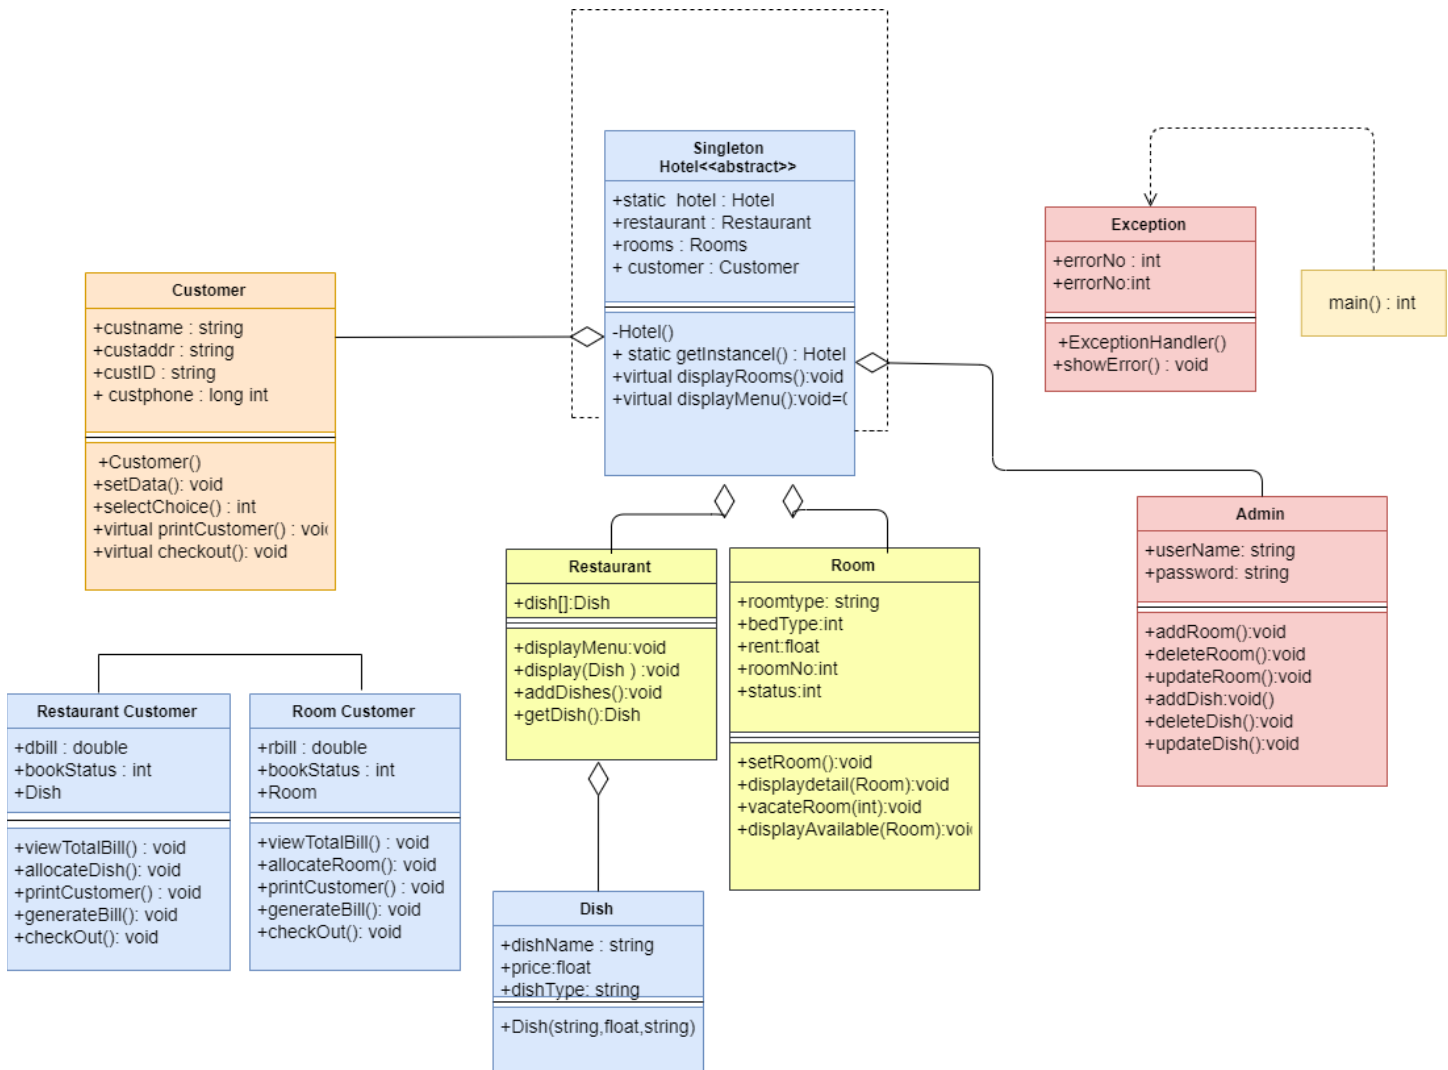 Singleton
Hotel<<abstract>>
+static  hotel : Hotel
+restaurant : Restaurant
+rooms : Rooms
+ customer : Customer
-Hotel()
+ static getInstancel() : Hotel
+virtual displayRooms():void
+virtual displayMenu():void=
Exception
+errorNo : int
+errorNo:int
+ExceptionHandler()
+showError() : void
main() : int
Customer
+custname : string
+custaddr : string
+custID : string
+ custphone : long int
+Customer()
+setData(): void
+selectChoice() : int
+virtual printCustomer() : voi
+virtual checkout(): void
Admin
+userName: string
+password: string
+addRoom():void
+deleteRoom():void
+updateRoom():void
+addDish:void()
+deleteDish():void
+updateDish():void
Restaurant
+dish[]:Dish
+displayMenu:void
+display(Dish ) :void
+addDishes():void
+getDish():Dish
Room
+roomtype: string
+bedType:int
+rent:float
+roomNo:int
+status:int
+setRoom():void
+displaydetail(Room):void
+vacateRoom(int):void
+displayAvailable(Room):voi
Restaurant Customer
+dbill : double
+bookStatus : int
+Dish
+viewTotalBill() : void
+allocateDish(): void
+printCustomer() : void
+generateBill(): void
+checkOut(): void
Room Customer
+rbill : double
+bookStatus : int
+Room
+viewTotalBill() : void
+allocateRoom(): void
+printCustomer() : void
+generateBill(): void
+checkOut(): void
Dish
+dishName : string
+price:float
+dishType: string
+Dish(string,float,string)